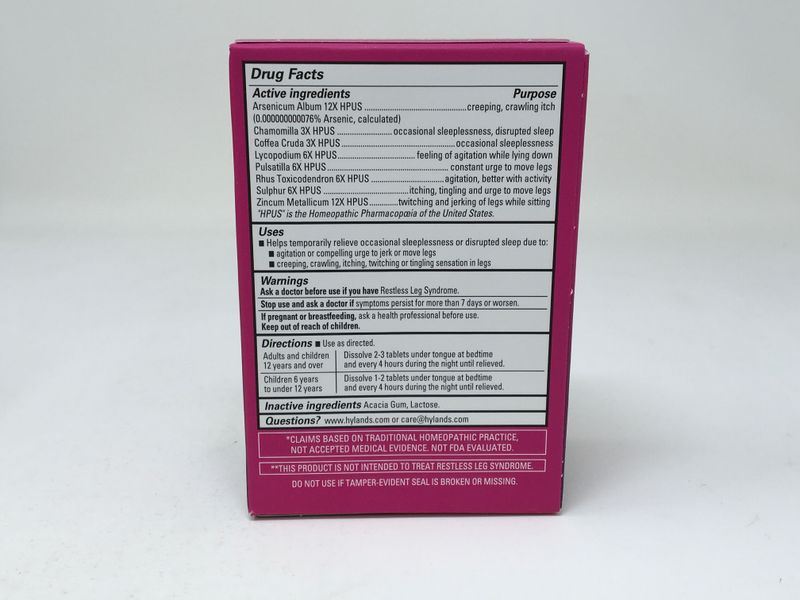 Drug Facts
Active ingredients Purpose
Arsenicum Album 12X HPUS ........................................creeping, crawling itch
(0.000000000076% Arsenic, calculated)
Chamomilla 3X HPUS ...................... occasional sleeplessness, disrupted sleep
Coffea Cruda 3X HPUS.............................................occasional sleeplessness
Lycopodium 6X HPUS.............................. feeling of agitation while lying down
Pulsatilla 6X HPUS................................................ constant urge to move legs
Rhus Toxicodendron 6X HPUS .............................agitation, better with activity
Sulphur 6X HPUS .................................itching, tingling and urge to move legs
Zincum Metallicum 12X HPUS............twitching and jerking of legs while sitting
"HPUS" is the Homeopathic Pharmacopœia of the United States.
Uses
■ Helps temporarily relieve occasional sleeplessness or disrupted sleep due to:
■ agitation or compelling urge to jerk or move legs
■ creeping, crawling, itching, twitching or tingling sensation in legs
Warnings
Ask a doctor before use if you have Restless Leg Syndrome.
Stop use and ask a doctor if symptoms persist for more than 7 days or worsen.
If pregnant or breastfeeding, ask a health professional before use.
Keep out of reach of children.
Directions ■ Use as directed.
Adults and children Dissolve 2-3 tablets under tongue at bedtime
12 years and over and every 4 hours during the night until relieved.
Children 6 years Dissolve 1-2 tablets under tongue at bedtime
to under 12 years and every 4 hours during the night until relieved.
Inactive ingredients Acacia Gum, Lactose.
Questions? www.hylands.com or care@hylands.com
*CLAIMS BASED ON TRADITIONAL HOMEOPATHIC PRACTICE,
NOT ACCEPTED MEDICAL EVIDENCE. NOT FDA EVALUATED.
**THIS PRODUCT IS NOT INTENDED TO TREAT RESTLESS LEG SYNDROME.
DO NOT USE IF TAMPER-EVIDENT SEAL IS BROKEN OR MISSING.